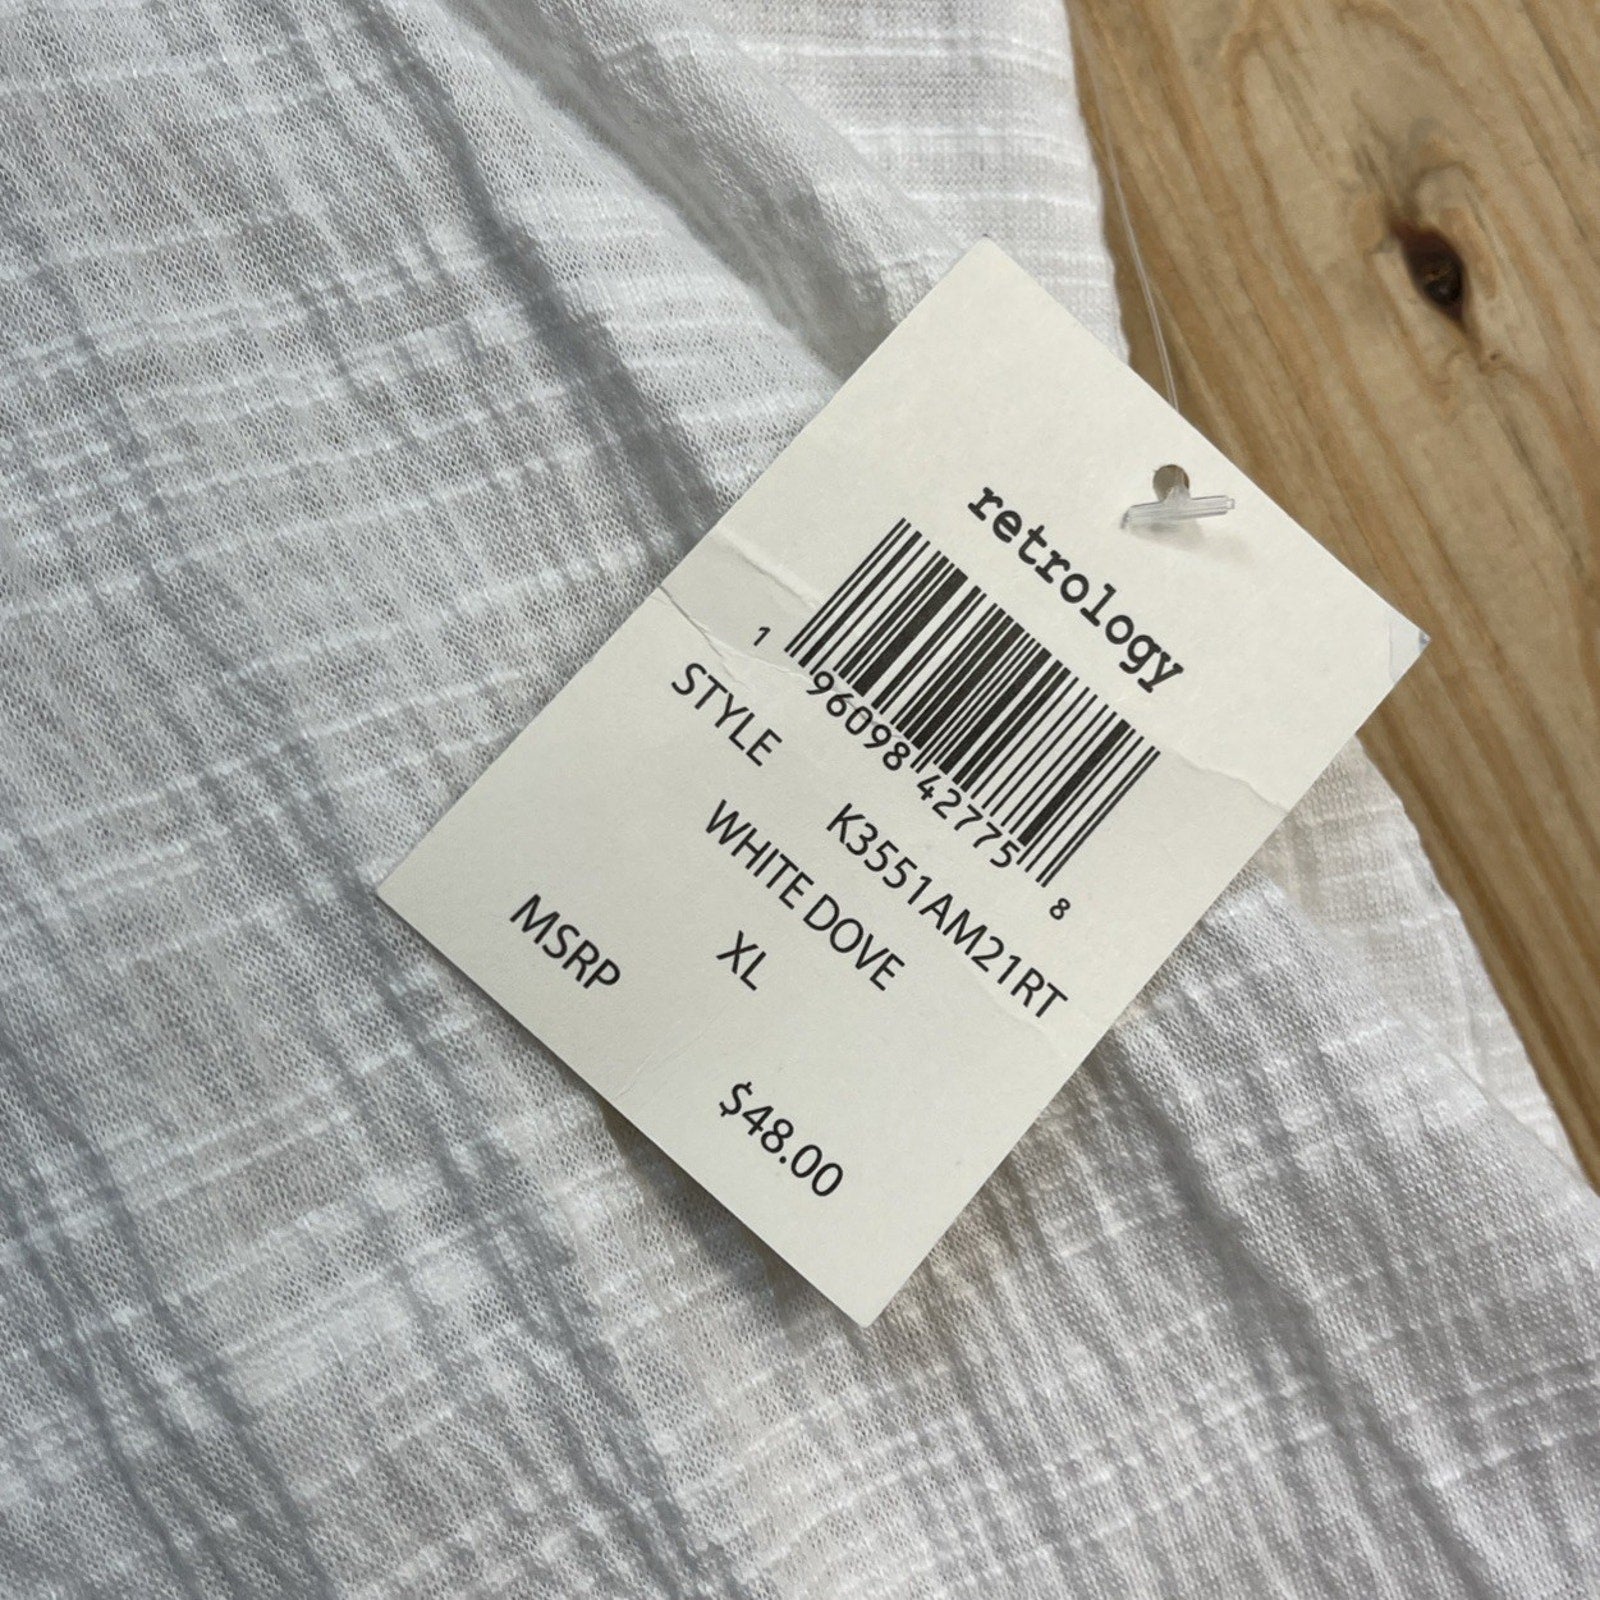 retrology
1 96098 42775 8
STYLE K3551AM21RT
WHITE DOVE
XL
MSRP $48.00